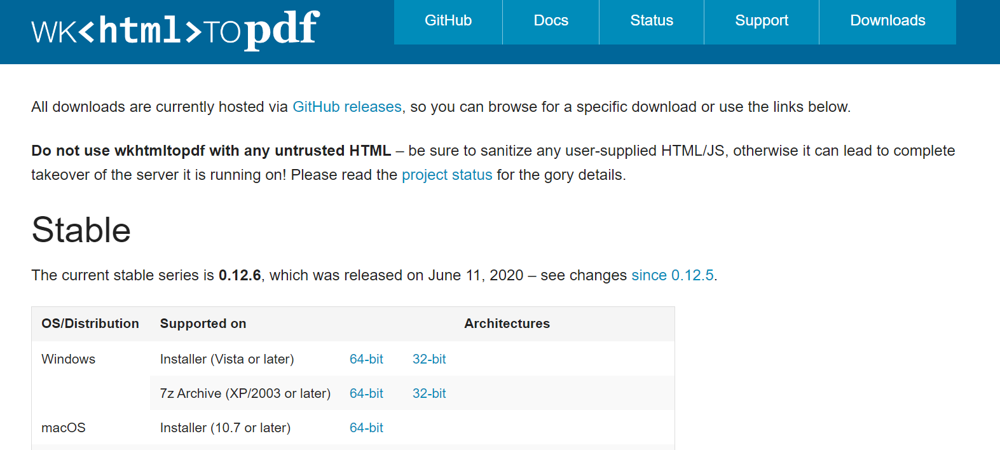 WK<html>TOpdf
GitHub Docs Status Support Downloads
All downloads are currently hosted via GitHub releases, so you can browse for a specific download or use the links below.
Do not use wkhtmltopdf with any untrusted HTML – be sure to sanitize any user-supplied HTML/JS, otherwise it can lead to complete
takeover of the server it is running on! Please read the project status for the gory details.
Stable
The current stable series is 0.12.6, which was released on June 11, 2020 – see changes since 0.12.5.
OS/Distribution Supported on Architectures
Windows Installer (Vista or later) 64-bit 32-bit
7z Archive (XP/2003 or later) 64-bit 32-bit
macOS Installer (10.7 or later) 64-bit